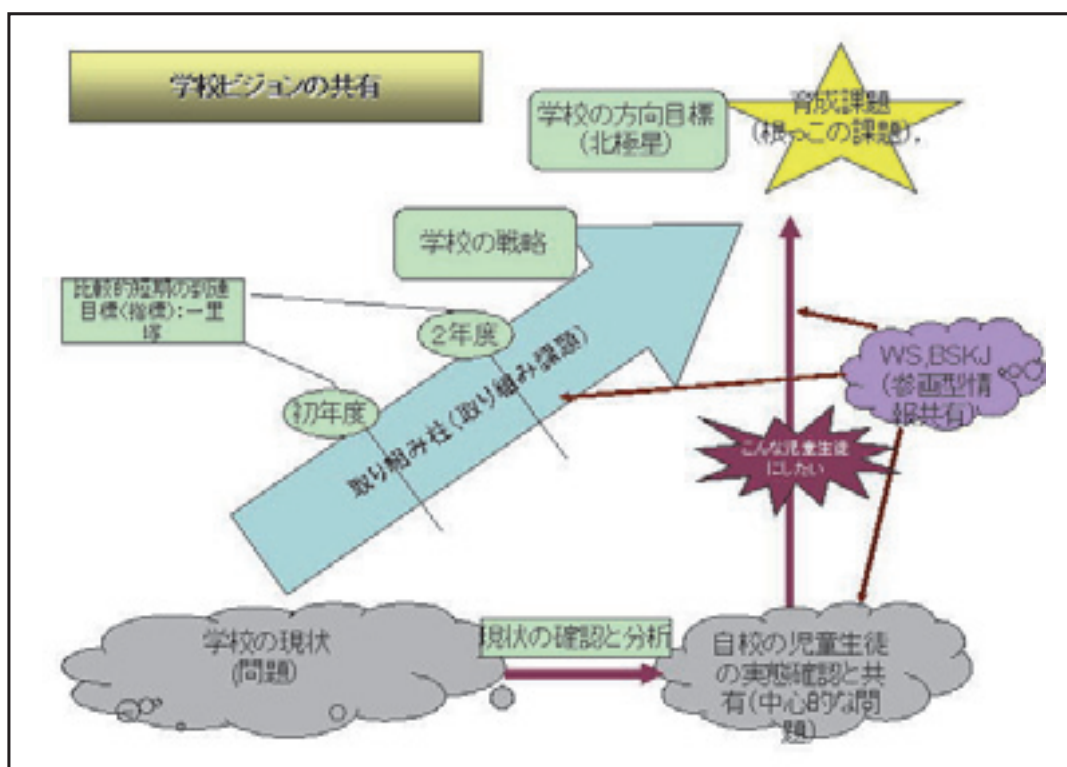 学校ビジョンの共有
学校の方向目標
(北極星)
育成課題
(根っこの課題).
学校の戦略
比較的短期の到達
目標(指標):一里
塚
2年度
初年度
取り組み柱(取り組み課題)
WS,BSKJ
(参画型情
報共有)
こんな児童生徒
にしたい
学校の現状
(問題)
現状の確認と分析
自校の児童生徒
の実態確認と共
有(中心的な問
題)